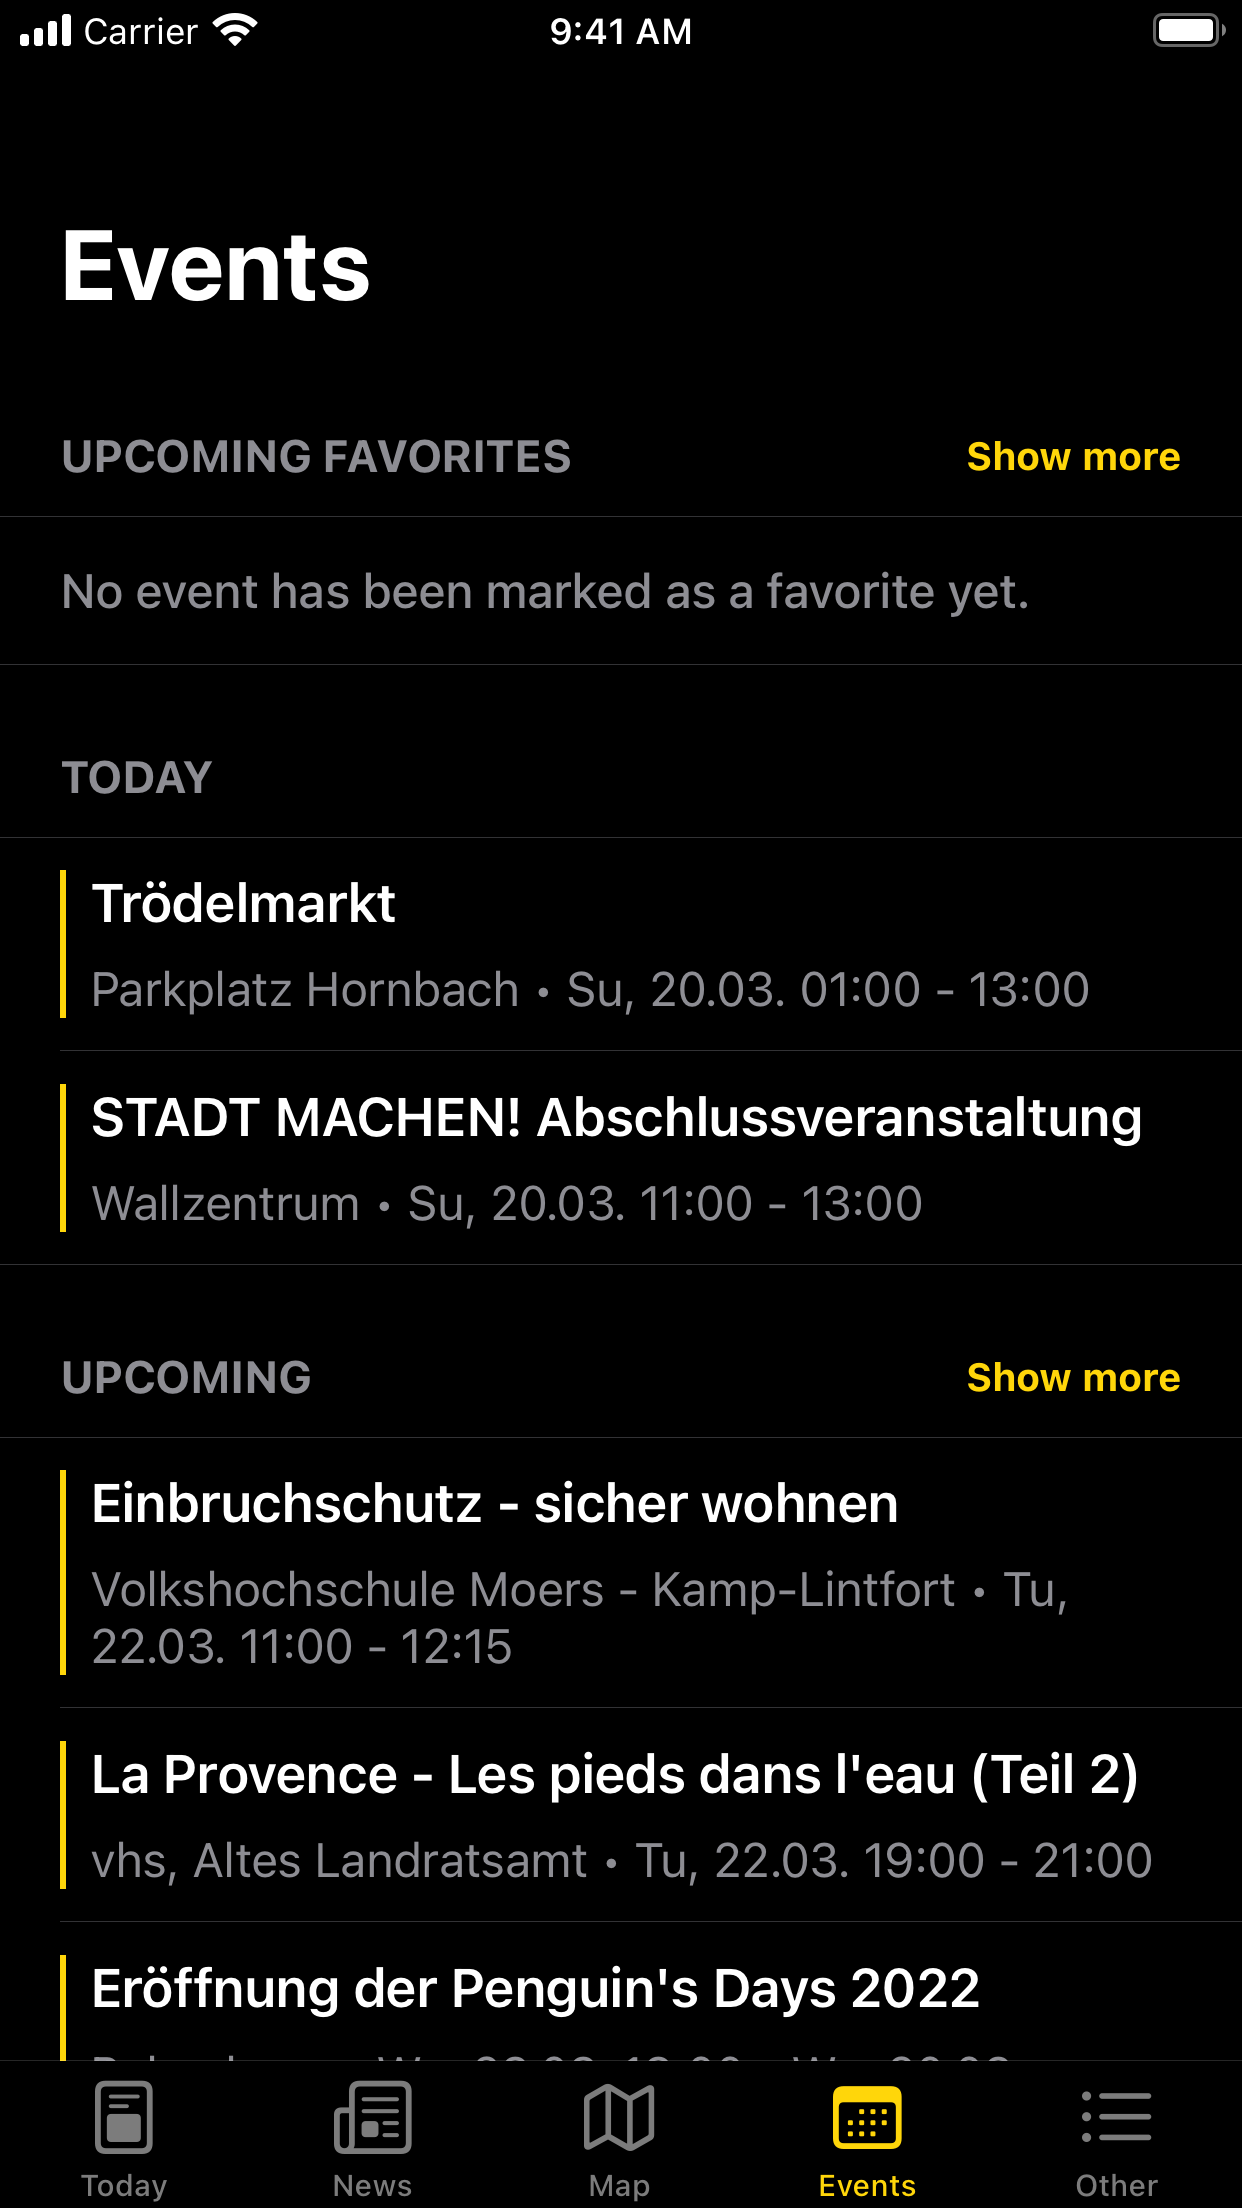 Carrier 9:41 AM
Events
UPCOMING FAVORITES Show more
No event has been marked as a favorite yet.
TODAY
Trödelmarkt
Parkplatz Hornbach • Su, 20.03. 01:00 - 13:00
STADT MACHEN! Abschlussveranstaltung
Wallzentrum • Su, 20.03. 11:00 - 13:00
UPCOMING Show more
Einbruchschutz - sicher wohnen
Volkshochschule Moers - Kamp-Lintfort • Tu,
22.03. 11:00 - 12:15
La Provence - Les pieds dans l'eau (Teil 2)
vhs, Altes Landratsamt • Tu, 22.03. 19:00 - 21:00
Eröffnung der Penguin's Days 2022
Today News Map Events Other